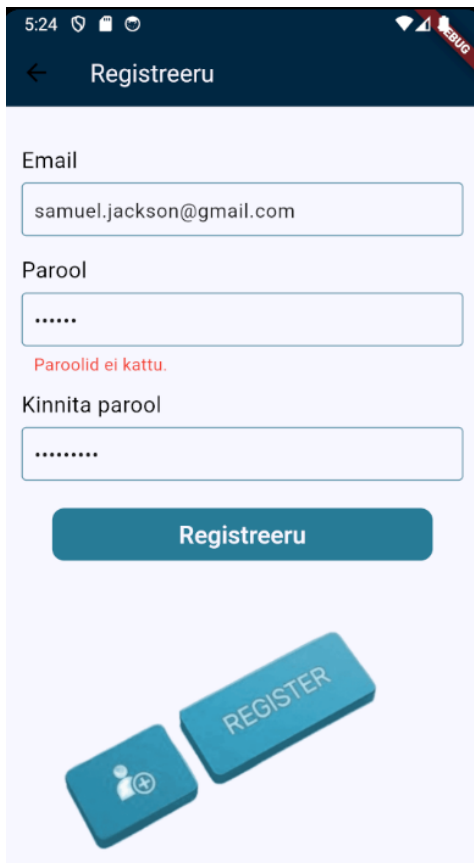 5:24
DEBUG
Registreeru
Email
samuel.jackson@gmail.com
Parool
••••••
Paroolid ei kattu.
Kinnita parool
•••••••••
Registreeru
REGISTER